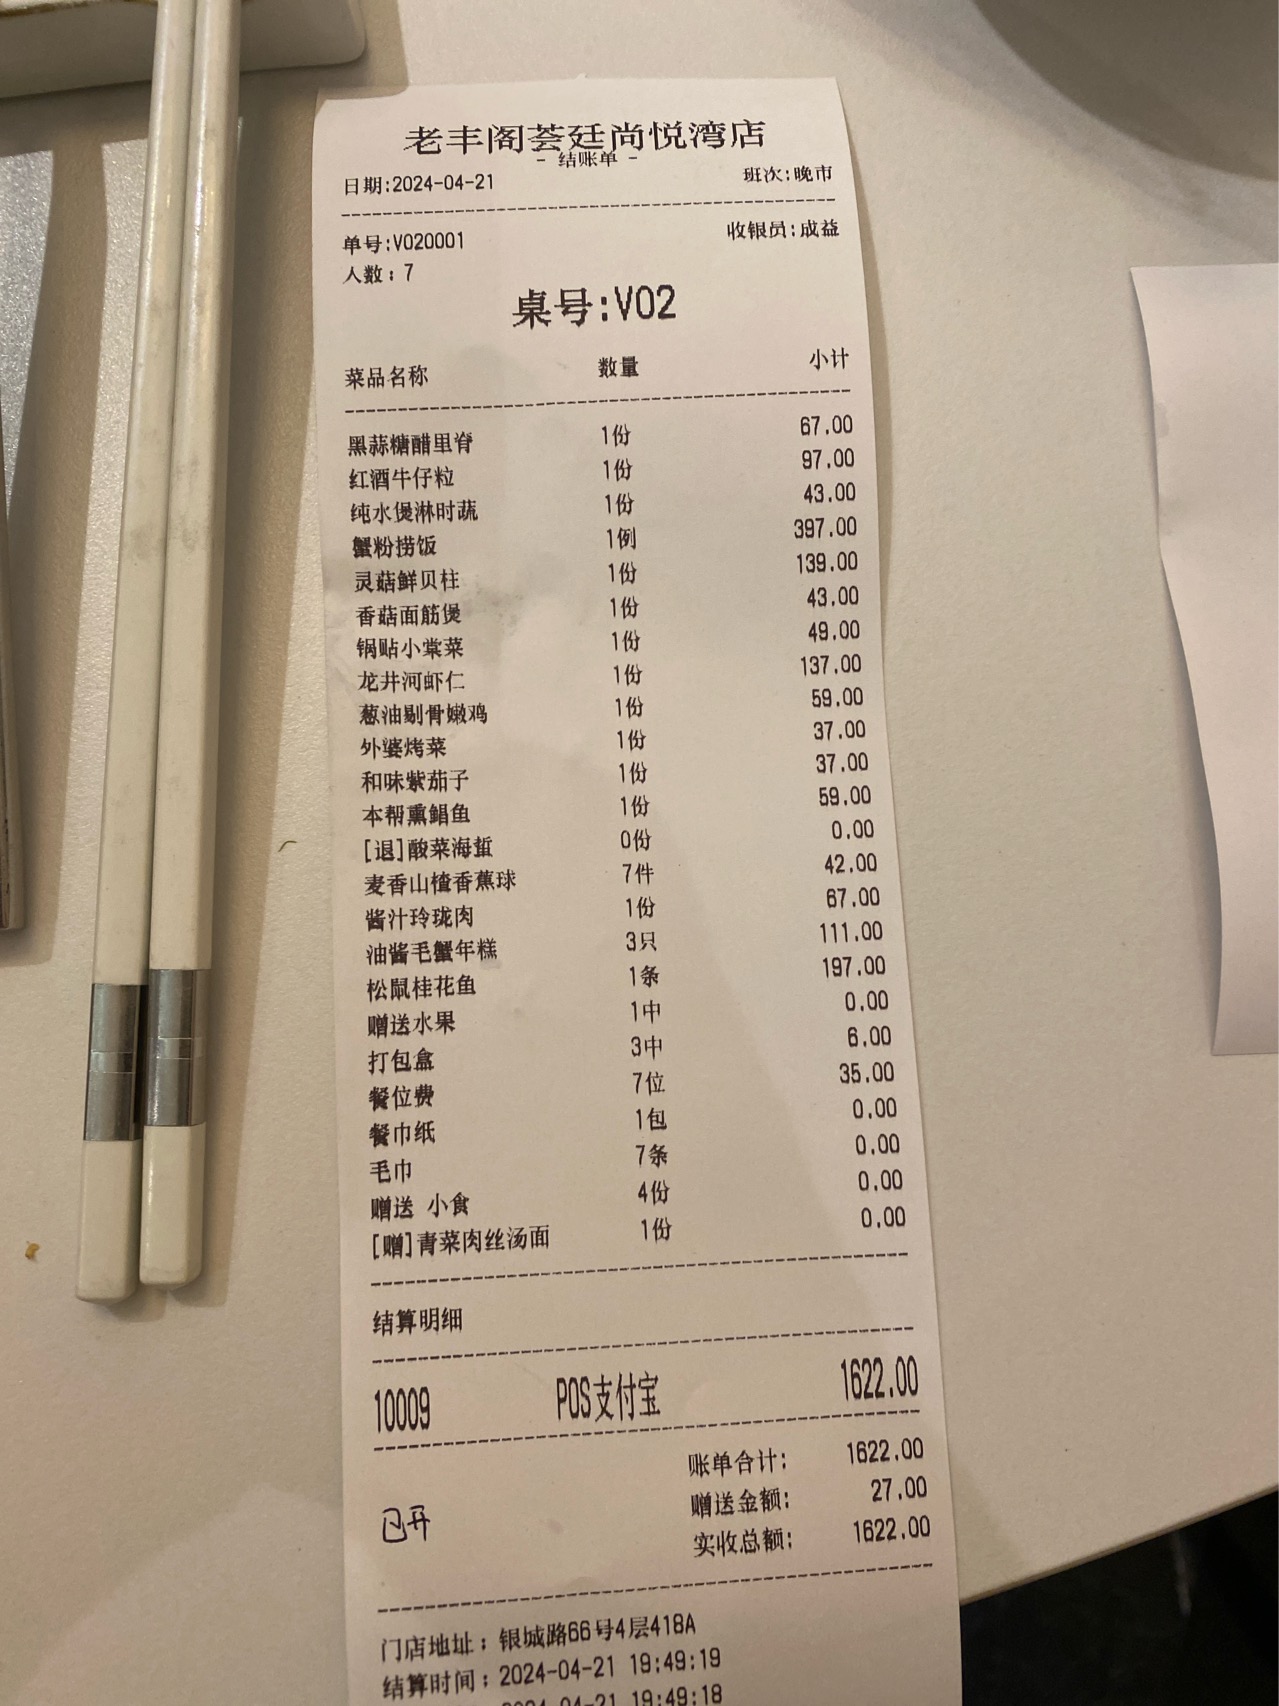 老丰阁荟廷尚悦湾店
- 结账单 -
日期:2024-04-21 班次:晚市
单号:V020001 收银员:成益
人数:7
桌号:V02
菜品名称 数量 小计
黑蒜糖醋里脊 1份 67.00
红酒牛仔粒 1份 97.00
纯水煲淋时蔬 1份 43.00
蟹粉捞饭 1例 397.00
灵菇鲜贝柱 1份 139.00
香菇面筋煲 1份 43.00
锅贴小棠菜 1份 49.00
龙井河虾仁 1份 137.00
葱油剔骨嫩鸡 1份 59.00
外婆烤菜 1份 37.00
和味紫茄子 1份 37.00
本帮熏鲳鱼 1份 59.00
[退]酸菜海蜇 0份 0.00
麦香山楂香蕉球 7件 42.00
酱汁玲珑肉 1份 67.00
油酱毛蟹年糕 3只 111.00
松鼠桂花鱼 1条 197.00
赠送水果 1中 0.00
打包盒 3中 6.00
餐位费 7位 35.00
餐巾纸 1包 0.00
毛巾 7条 0.00
赠送 小食 4份 0.00
[赠]青菜肉丝汤面 1份 0.00
结算明细
10009 POS支付宝 1622.00
账单合计: 1622.00
赠送金额: 27.00
已开
实收总额: 1622.00
门店地址：银城路66号4层418A
结算时间：2024-04-21 19:49:19
2024-04-21 19:49:18